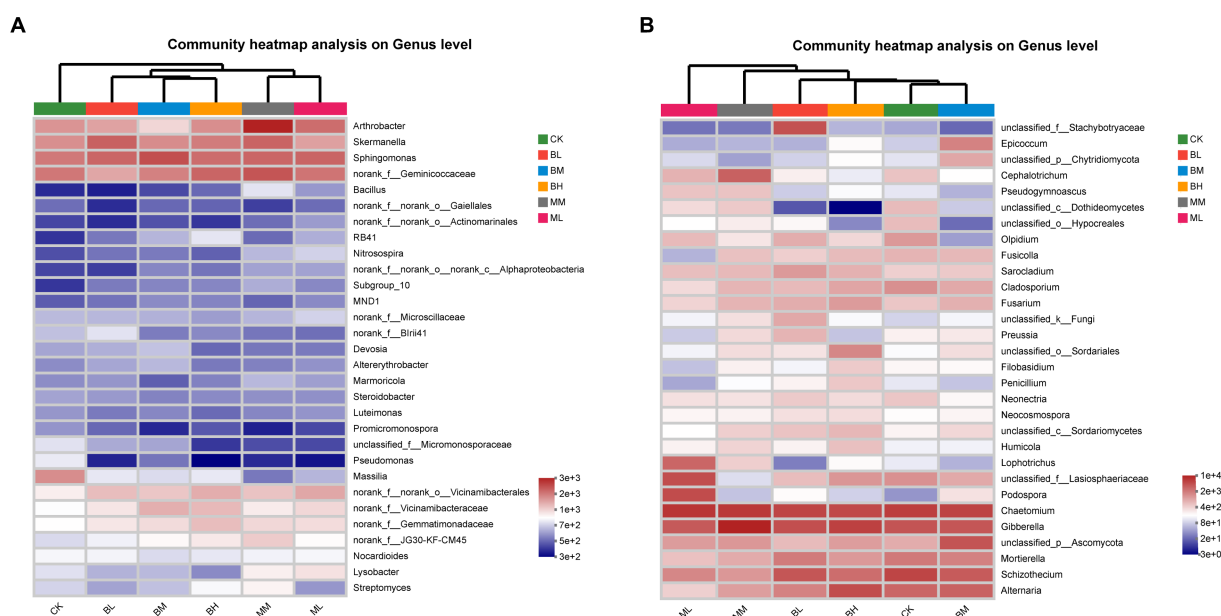 A
Community heatmap analysis on Genus level
Arthrobacter
Skermanella
Sphingomonas
norank_f__Geminicoccaceae
Bacillus
norank_f__norank_o__Gaiellales
norank_f__norank_o__Actinomarinales
RB41
Nitrosospira
norank_f__norank_o__norank_c__Alphaproteobacteria
Subgroup_10
MND1
norank_f__Microscillaceae
norank_f__BIrii41
Devosia
Altererythrobacter
Marmoricola
Steroidobacter
Luteimonas
Promicromonospora
unclassified_f__Micromonosporaceae
Pseudomonas
Massilia
norank_f__norank_o__Vicinamibacterales
norank_f__Vicinamibacteraceae
norank_f__Gemmatimonadaceae
norank_f__JG30-KF-CM45
Nocardioides
Lysobacter
Streptomyces
CK
BL
BM
BH
MM
ML
CK
BL
BM
BH
MM
ML
3e+3
2e+3
1e+3
7e+2
5e+2
3e+2
B
Community heatmap analysis on Genus level
unclassified_f__Stachybotryaceae
Epicoccum
unclassified_p__Chytridiomycota
Cephalotrichum
Pseudogymnoascus
unclassified_c__Dothideomycetes
unclassified_o__Hypocreales
Olpidium
Fusicolla
Sarocladium
Cladosporium
Fusarium
unclassified_k__Fungi
Preussia
unclassified_o__Sordariales
Filobasidium
Penicillium
Neonectria
Neocosmospora
unclassified_c__Sordariomycetes
Humicola
Lophotrichus
unclassified_f__Lasiosphaeriaceae
Podospora
Chaetomium
Gibberella
unclassified_p__Ascomycota
Mortierella
Schizothecium
Alternaria
ML
MM
BL
BH
CK
BM
CK
BL
BM
BH
MM
ML
1e+4
2e+3
4e+2
8e+1
2e+1
3e+0